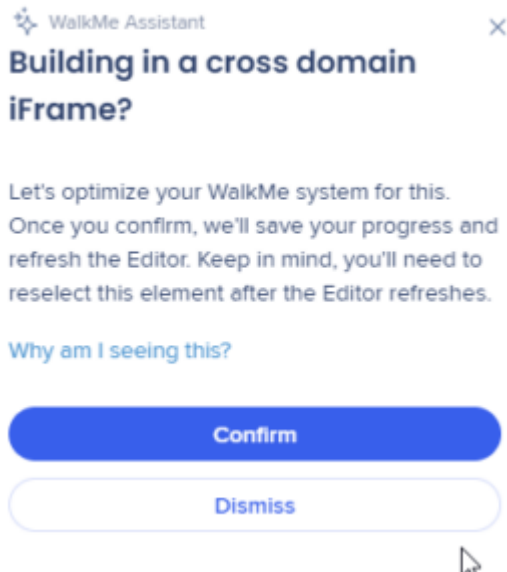 WalkMe Assistant
Building in a cross domain
iFrame?
Let's optimize your WalkMe system for this.
Once you confirm, we'll save your progress and
refresh the Editor. Keep in mind, you'll need to
reselect this element after the Editor refreshes.
Why am I seeing this?
Confirm
Dismiss